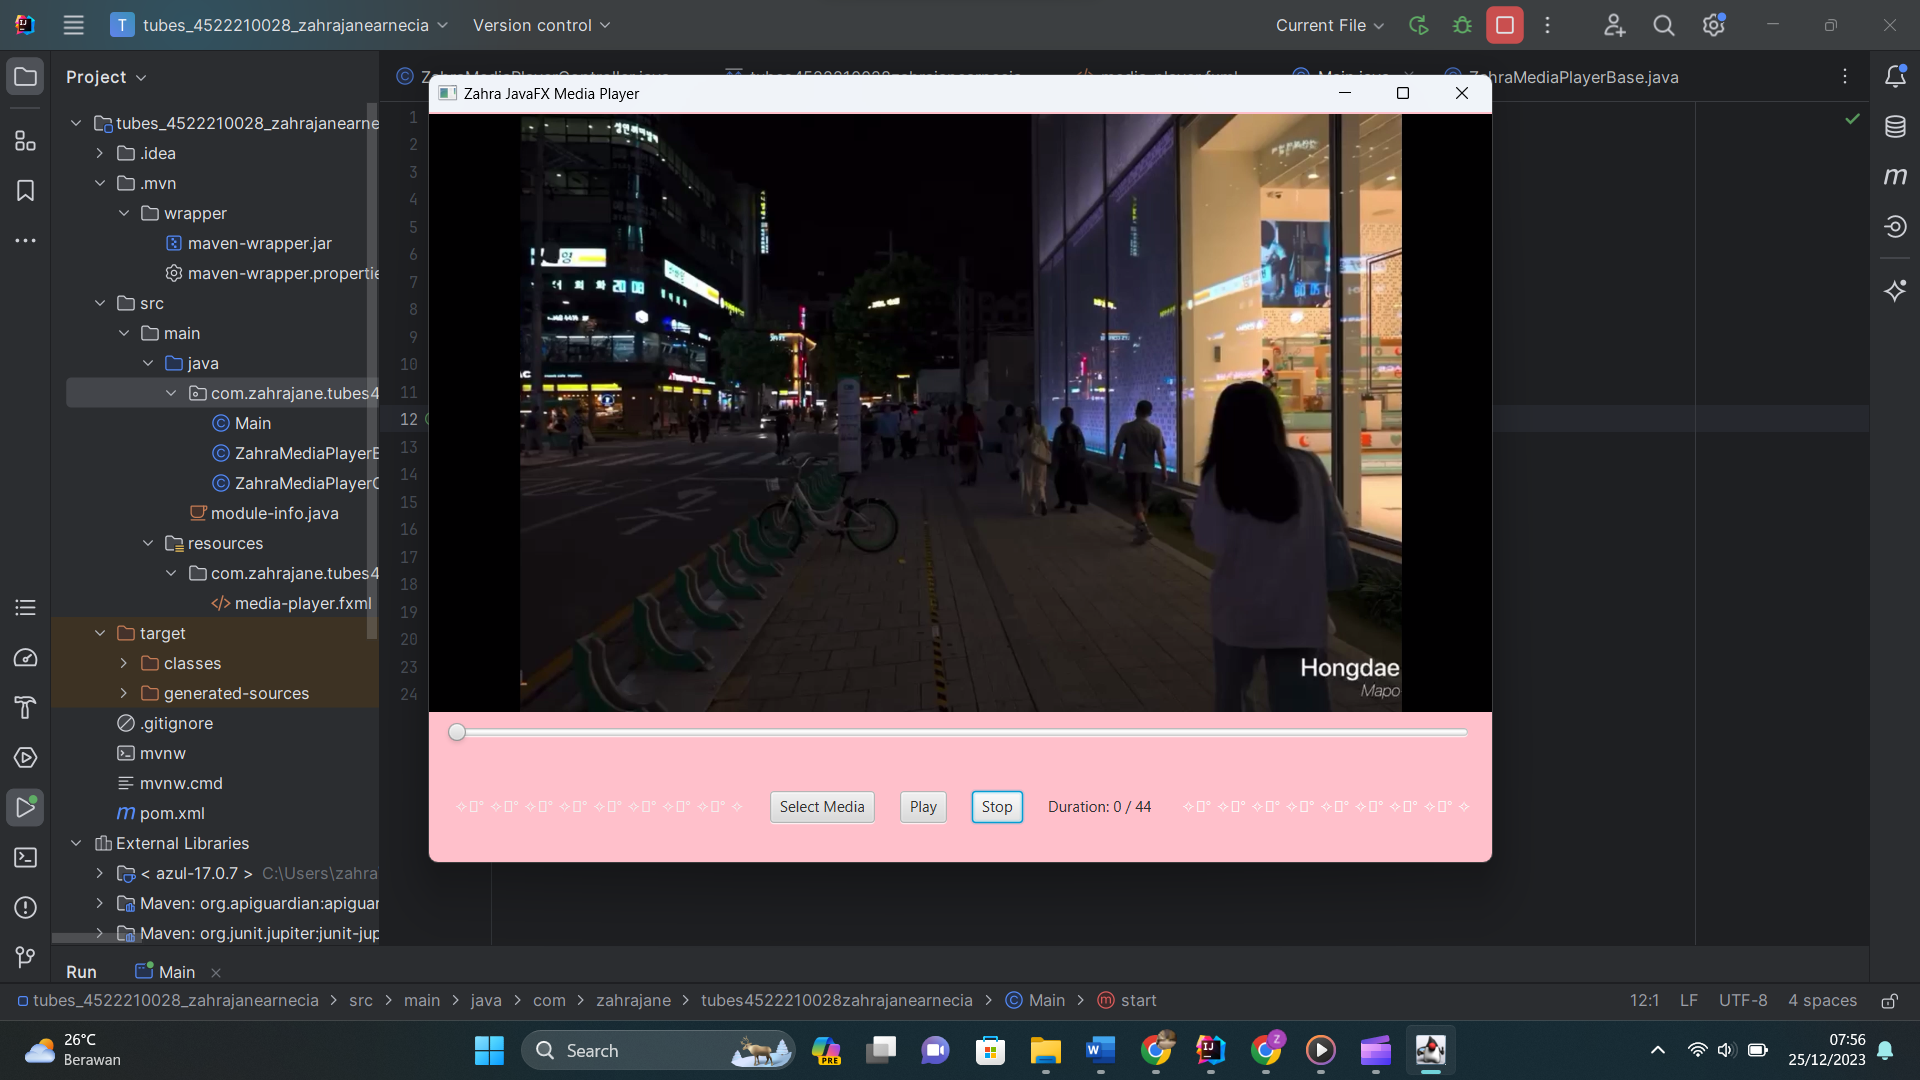 T tubes_4522210028_zahrajanearnecia
Version control
Current File
Project
ZahraMediaPlayerBase.java
Zahra JavaFX Media Player
tubes_4522210028_zahrajanearne
.idea
.mvn
wrapper
maven-wrapper.jar
maven-wrapper.propertie
src
main
java
com.zahrajane.tubes4
Main
ZahraMediaPlayerB
ZahraMediaPlayerC
module-info.java
resources
com.zahrajane.tubes4
media-player.fxml
target
classes
generated-sources
.gitignore
mvnw
mvnw.cmd
pom.xml
External Libraries
< azul-17.0.7 > C:\Users\zahra
Maven: org.apiguardian:apiguar
Maven: org.junit.jupiter:junit-jup
1
2
3
4
5
6
7
8
9
10
11
12
13
14
15
16
17
18
19
20
23
24
20 08
Hongdae
Mapo
Select Media
Play
Stop
Duration: 0 / 44
Run
Main
tubes_4522210028_zahrajanearnecia > src > main > java > com > zahrajane > tubes4522210028zahrajanearnecia > Main > start
12:1 LF UTF-8 4 spaces
26°C
Berawan
Search
PRE
07:56
25/12/2023